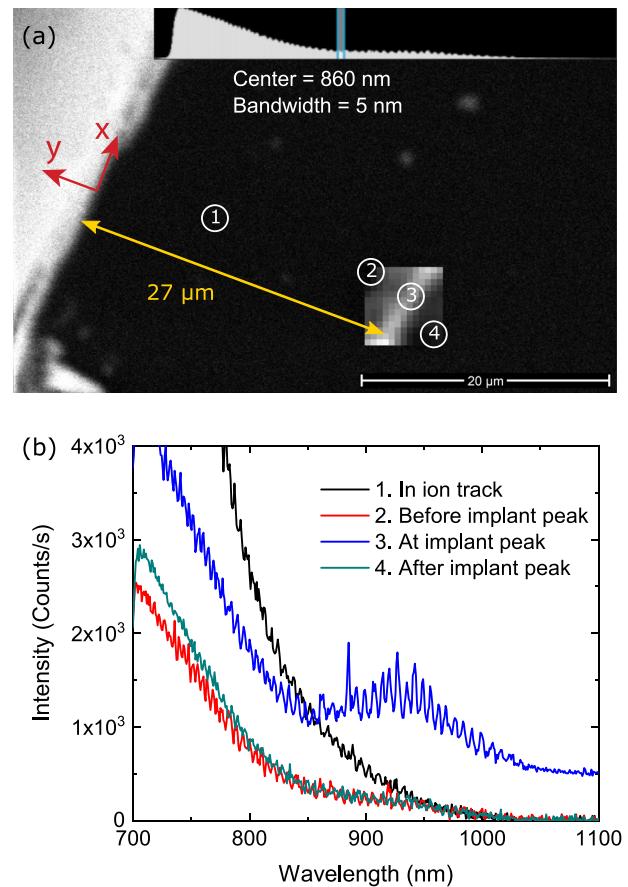 (a)
Center = 860 nm
Bandwidth = 5 nm
x
y
1
27 µm
2
3
4
20 µm
(b)
4x10³
3x10³
2x10³
1x10³
0
Intensity (Counts/s)
1. In ion track
2. Before implant peak
3. At implant peak
4. After implant peak
700
800
900
1000
1100
Wavelength (nm)